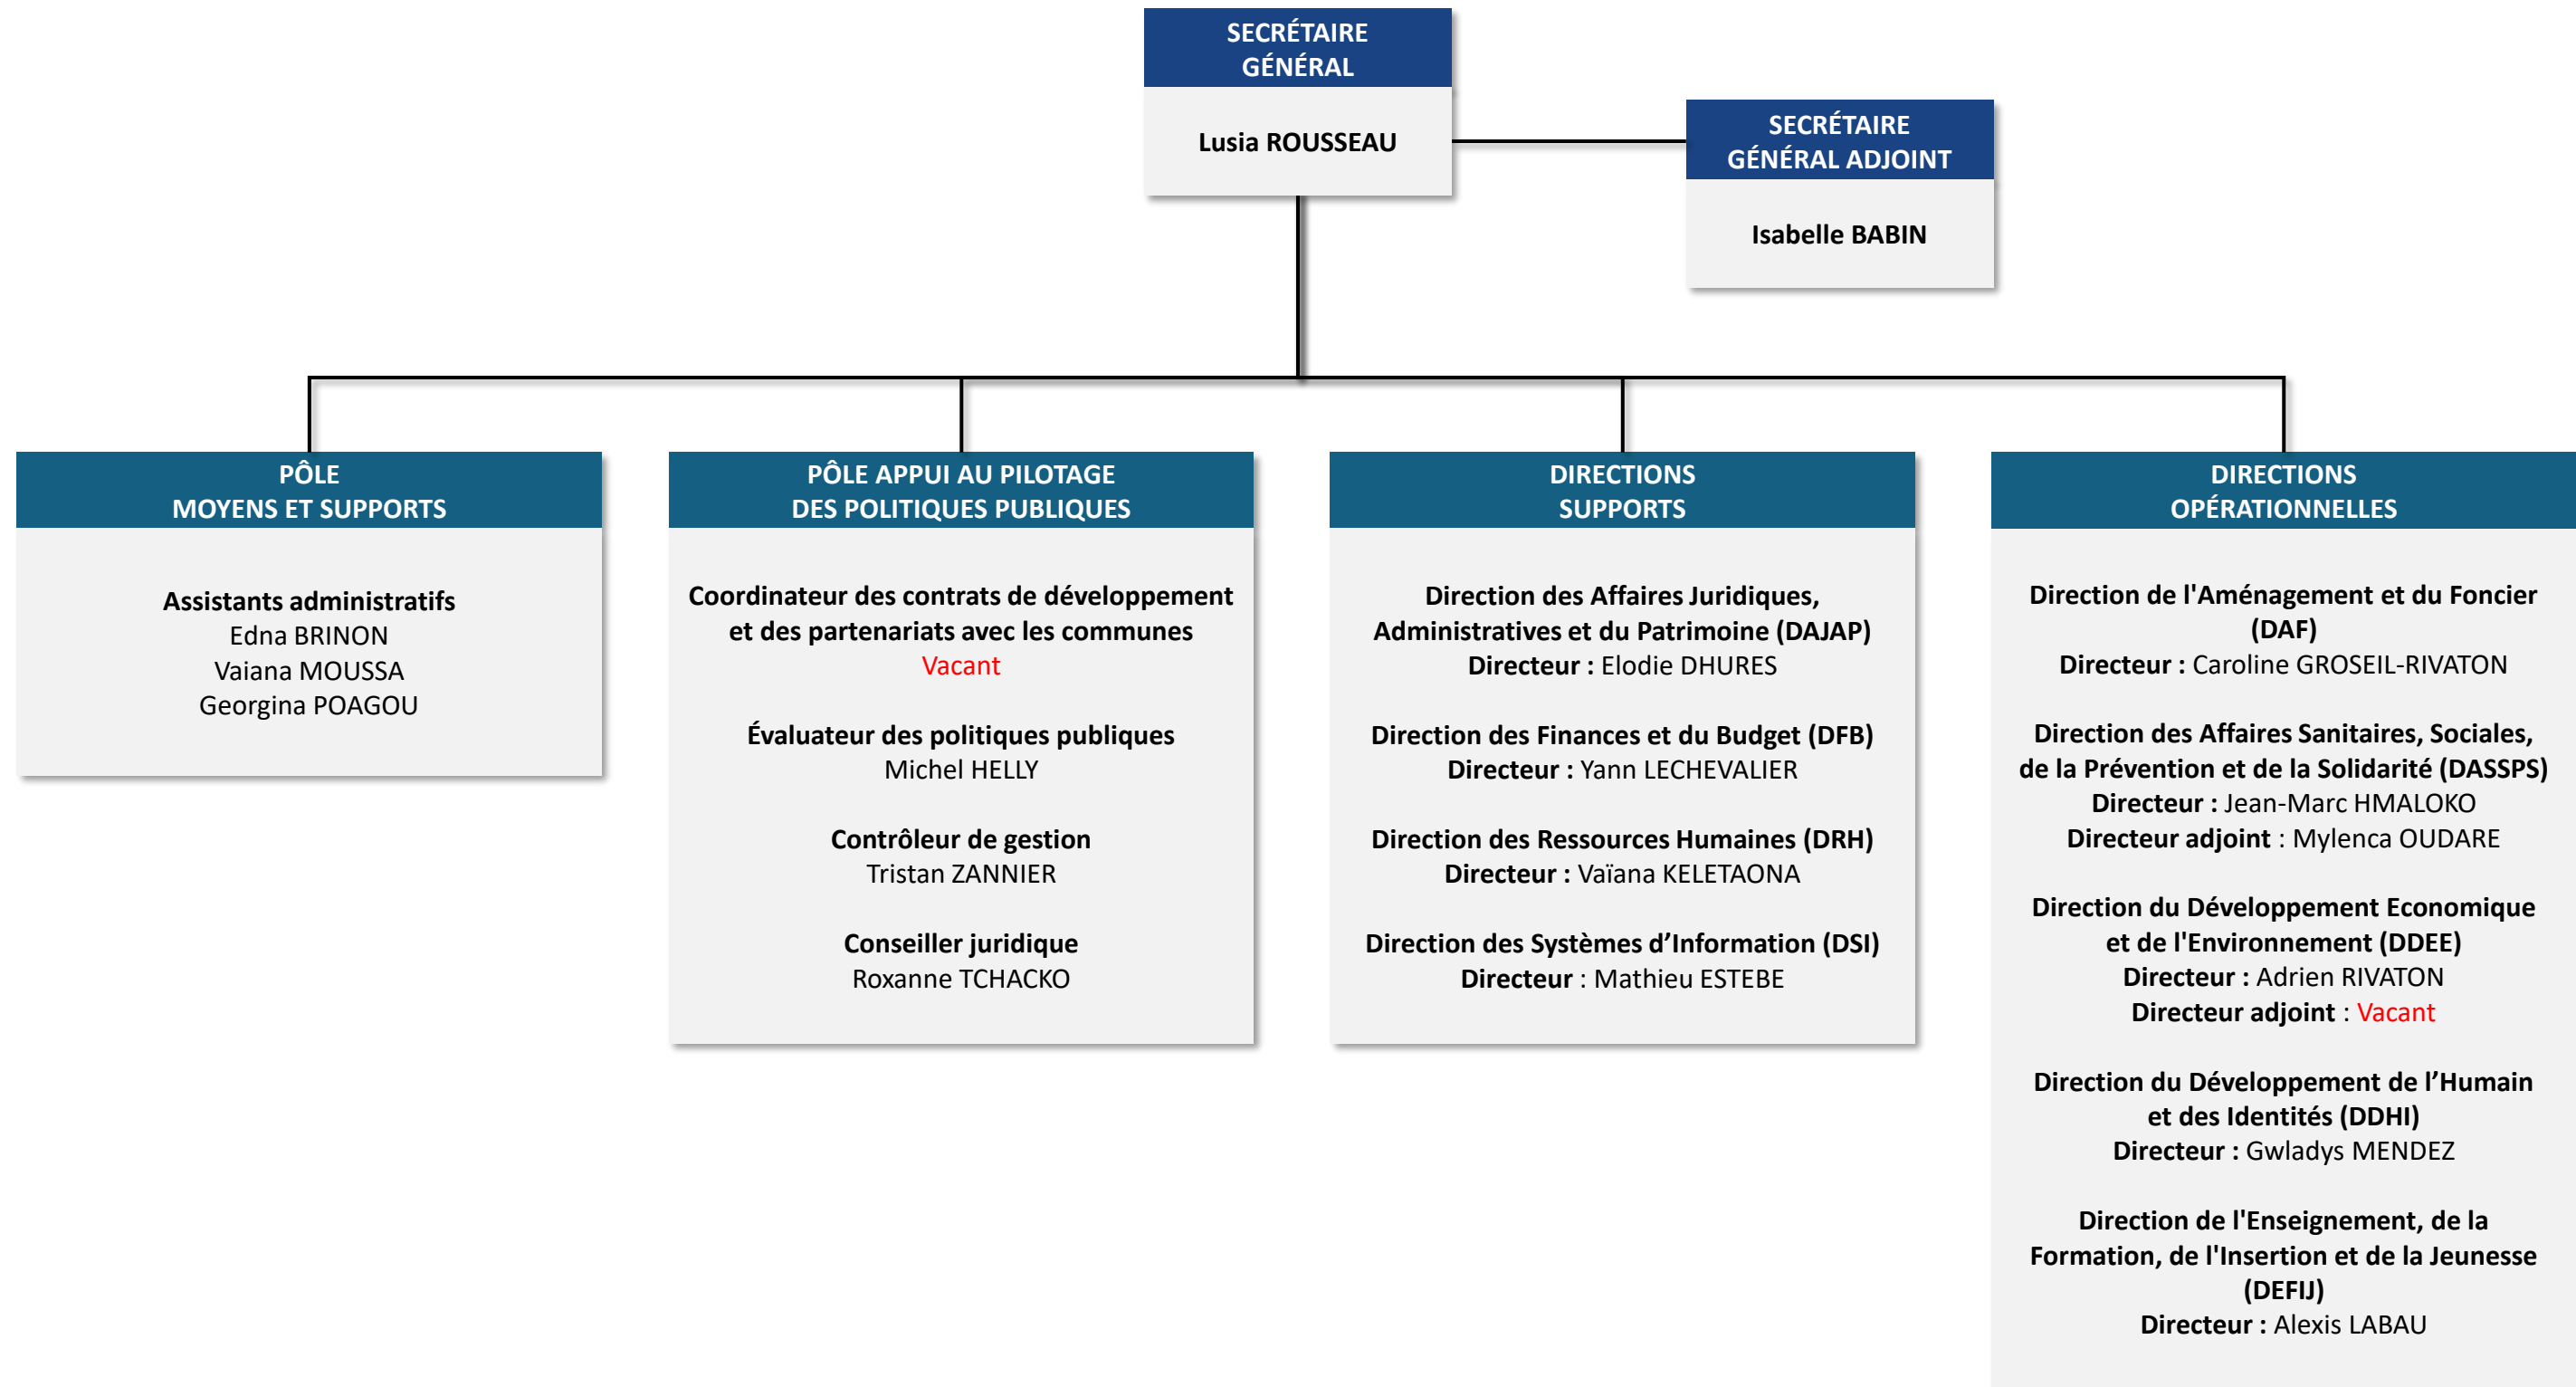 SECRÉTAIRE
GÉNÉRAL
Lusia ROUSSEAU
SECRÉTAIRE
GÉNÉRAL ADJOINT
Isabelle BABIN
PÔLE
MOYENS ET SUPPORTS
Assistants administratifs
Edna BRINON
Vaiana MOUSSA
Georgina POAGOU
PÔLE APPUI AU PILOTAGE
DES POLITIQUES PUBLIQUES
Coordinateur des contrats de développement
et des partenariats avec les communes
Vacant
Évaluateur des politiques publiques
Michel HELLY
Contrôleur de gestion
Tristan ZANNIER
Conseiller juridique
Roxanne TCHACKO
DIRECTIONS
SUPPORTS
Direction des Affaires Juridiques,
Administratives et du Patrimoine (DAJAP)
Directeur : Elodie DHURES
Direction des Finances et du Budget (DFB)
Directeur : Yann LECHEVALIER
Direction des Ressources Humaines (DRH)
Directeur : Vaïana KELETAONA
Direction des Systèmes d’Information (DSI)
Directeur : Mathieu ESTEBE
DIRECTIONS
OPÉRATIONNELLES
Direction de l'Aménagement et du Foncier
(DAF)
Directeur : Caroline GROSEIL-RIVATON
Direction des Affaires Sanitaires, Sociales,
de la Prévention et de la Solidarité (DASSPS)
Directeur : Jean-Marc HMALOKO
Directeur adjoint : Mylenca OUDARE
Direction du Développement Economique
et de l'Environnement (DDEE)
Directeur : Adrien RIVATON
Directeur adjoint : Vacant
Direction du Développement de l’Humain
et des Identités (DDHI)
Directeur : Gwladys MENDEZ
Direction de l'Enseignement, de la
Formation, de l'Insertion et de la Jeunesse
(DEFIJ)
Directeur : Alexis LABAU